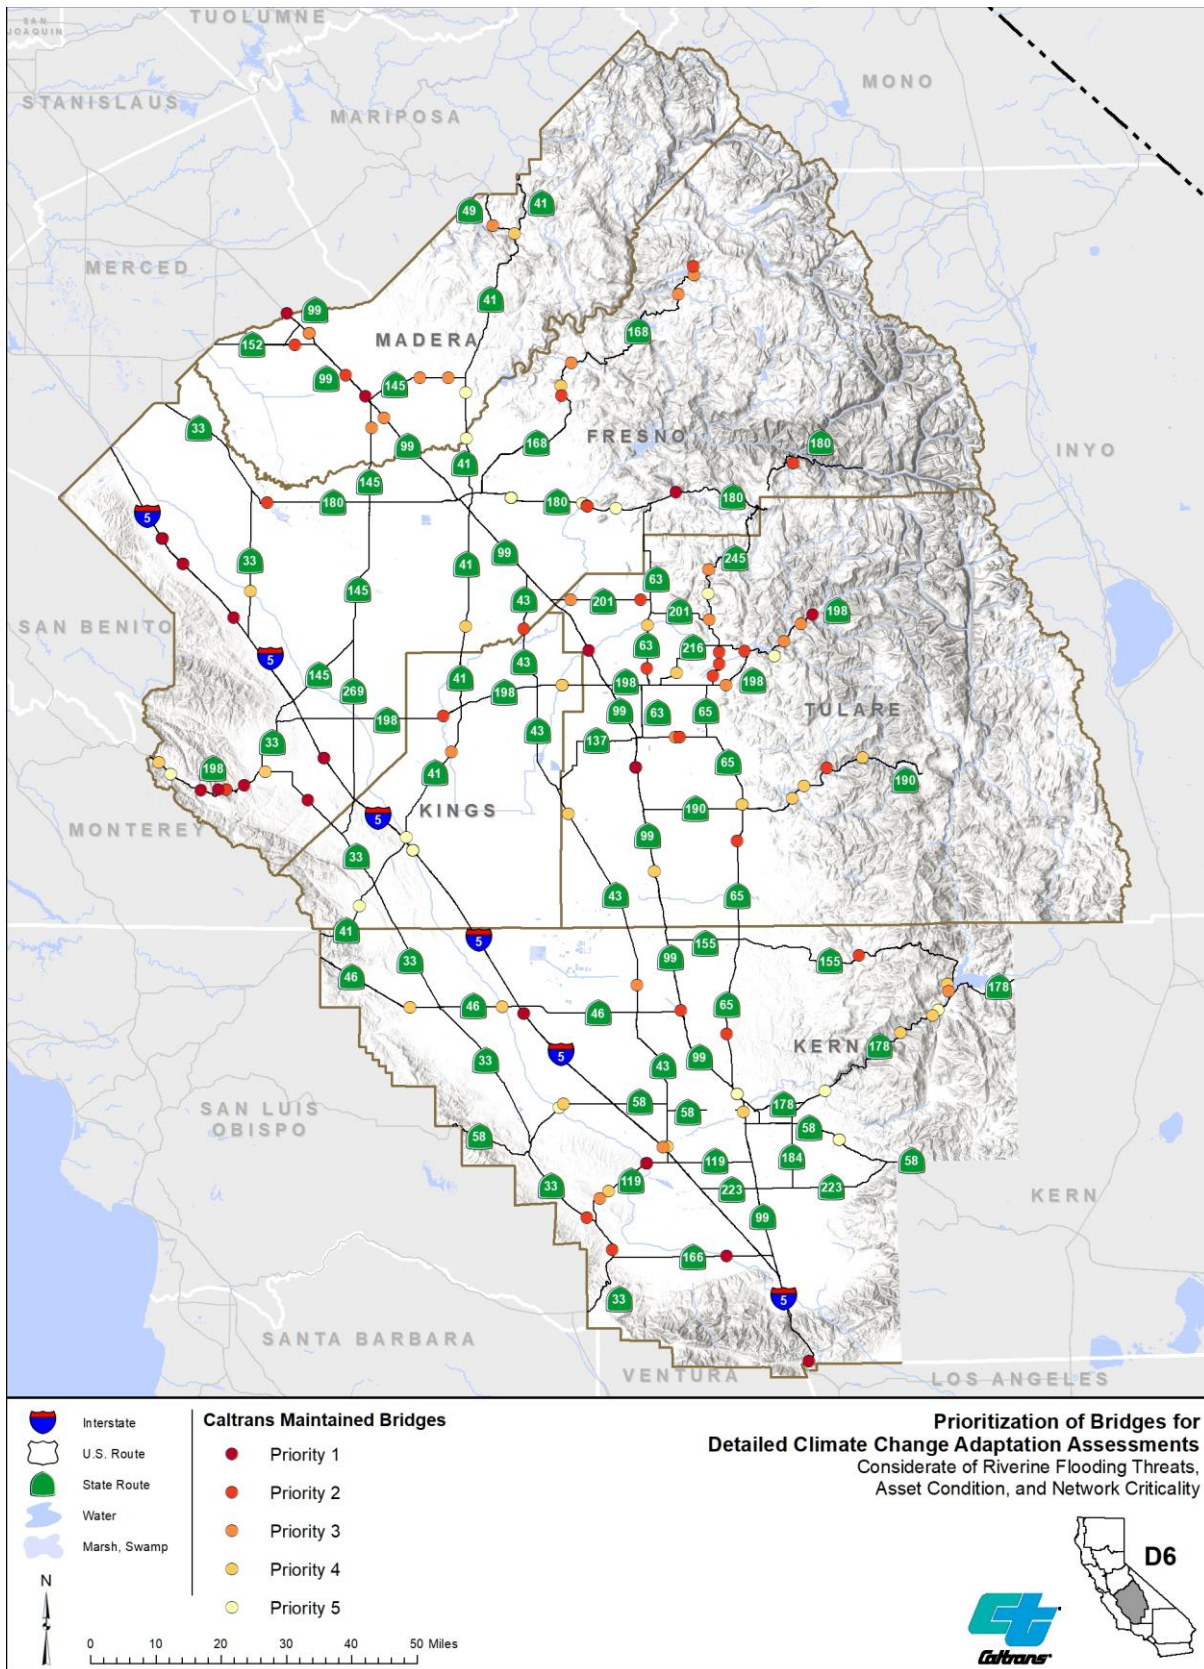 TUOLUMNE
SAN
JOAQUIN
MONO
STANISLAUS
MARIPOSA
49
41
MERCED
41
99
MADERA
168
152
99
145
33
99
168
FRESNO
180
INYO
41
145
180
180
180
5
99
33
41
245
145
63
43
201
201
198
SAN BENITO
63
216
5
43
145
41
198
198
198
269
TULARE
198
99
63
65
33
43
137
198
41
65
190
MONTEREY
KINGS
190
5
99
33
43
65
41
5
155
33
99
155
46
178
46
46
65
KERN
5
33
99
178
43
SAN LUIS
OBISPO
58
58
178
58
58
119
184
58
33
119
223
223
KERN
99
166
5
33
SANTA BARBARA
VENTURA
LOS ANGELES
Interstate
U.S. Route
State Route
Water
Marsh, Swamp
N
0 10 20 30 40 50 Miles
Caltrans Maintained Bridges
Priority 1
Priority 2
Priority 3
Priority 4
Priority 5
Prioritization of Bridges for
Detailed Climate Change Adaptation Assessments
Considerate of Riverine Flooding Threats,
Asset Condition, and Network Criticality
D6
Caltrans